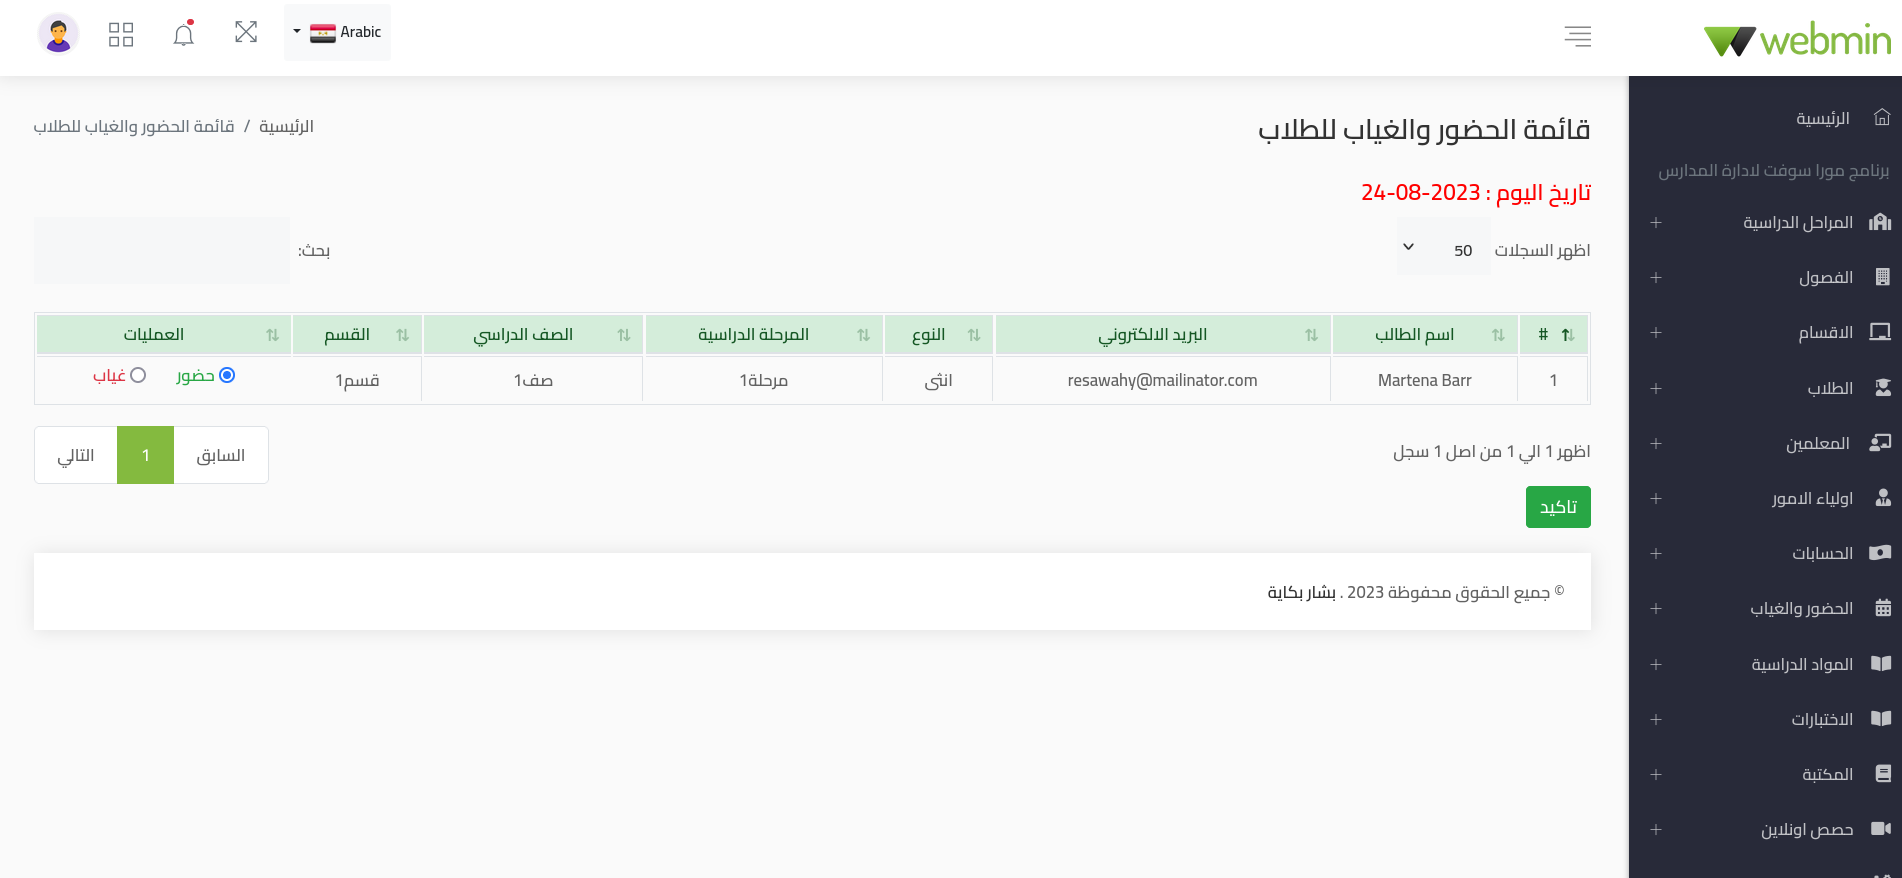 webmin
Arabic
الرئيسية
برنامج مورا سوفت لادارة المدارس
المراحل الدراسية
الفصول
الاقسام
الطلاب
المعلمين
اولياء الامور
الحسابات
الحضور والغياب
المواد الدراسية
الاختبارات
المكتبة
حصص اونلاين
قائمة الحضور والغياب للطلاب
الرئيسية / قائمة الحضور والغياب للطلاب
تاريخ اليوم : 2023-08-24
اظهر السجلات 50
بحث:
# اسم الطالب البريد الالكتروني النوع المرحلة الدراسية الصف الدراسي القسم العمليات
1 Martena Barr resawahy@mailinator.com انثى مرحلة1 صف1 قسم1 حضور غياب
اظهر 1 الي 1 من اصل 1 سجل
السابق 1 التالي
تاكيد
© جميع الحقوق محفوظة 2023 . بشار بكاية